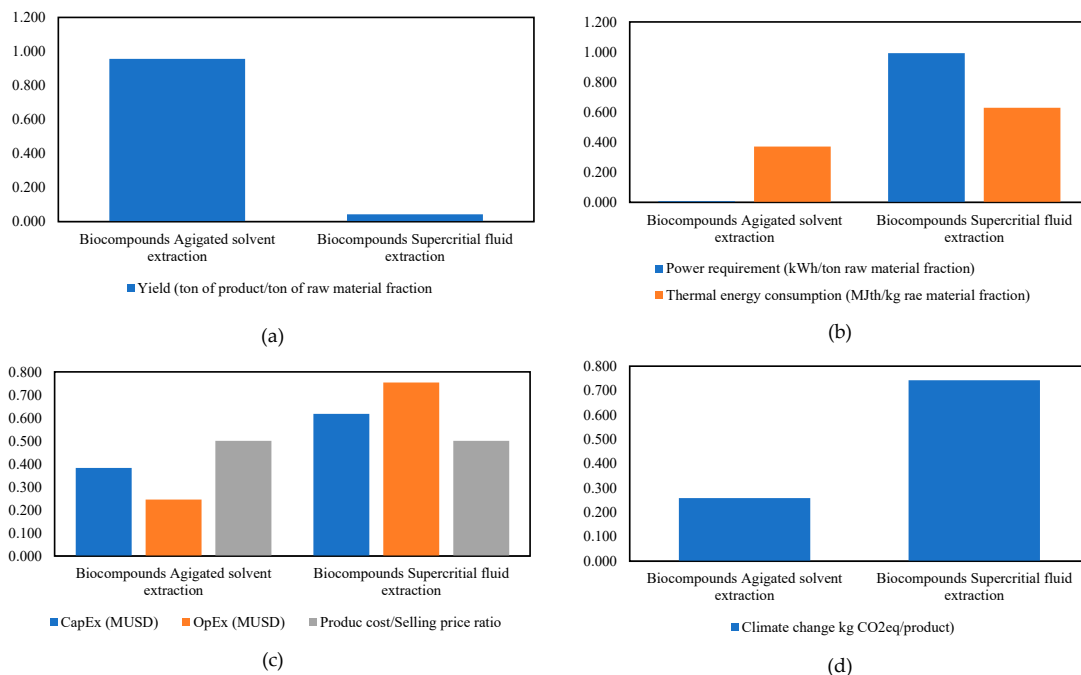 1.200
1.000
0.800
0.600
0.400
0.200
0.000
Biocompounds Agigated solvent
extraction
Biocompounds Supercritial fluid
extraction
Yield (ton of product/ton of raw material fraction
(a)
1.200
1.000
0.800
0.600
0.400
0.200
0.000
Biocompounds Agigated solvent
extraction
Biocompounds Supercritial fluid
extraction
Power requirement (kWh/ton raw material fraction)
Thermal energy consumption (MJth/kg rae material fraction)
(b)
0.800
0.700
0.600
0.500
0.400
0.300
0.200
0.100
0.000
Biocompounds Agigated solvent
extraction
Biocompounds Supercritial fluid
extraction
CapEx (MUSD) OpEx (MUSD) Produc cost/Selling price ratio
(c)
0.800
0.700
0.600
0.500
0.400
0.300
0.200
0.100
0.000
Biocompounds Agigated solvent
extraction
Biocompounds Supercritial fluid
extraction
Climate change kg CO2eq/product)
(d)